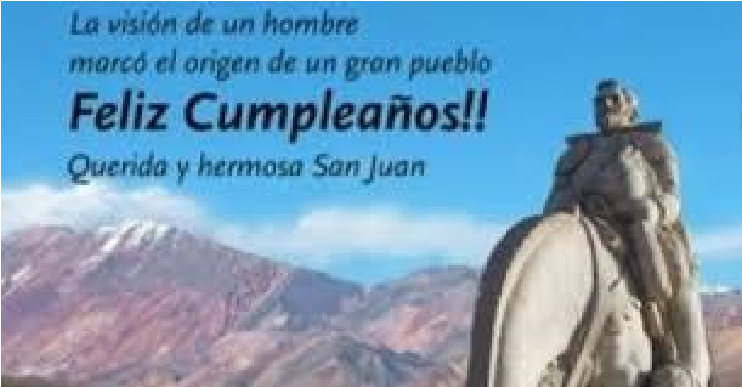 La visión de un hombre
marcó el origen de un gran pueblo
Feliz Cumpleaños!!
Querida y hermosa San Juan